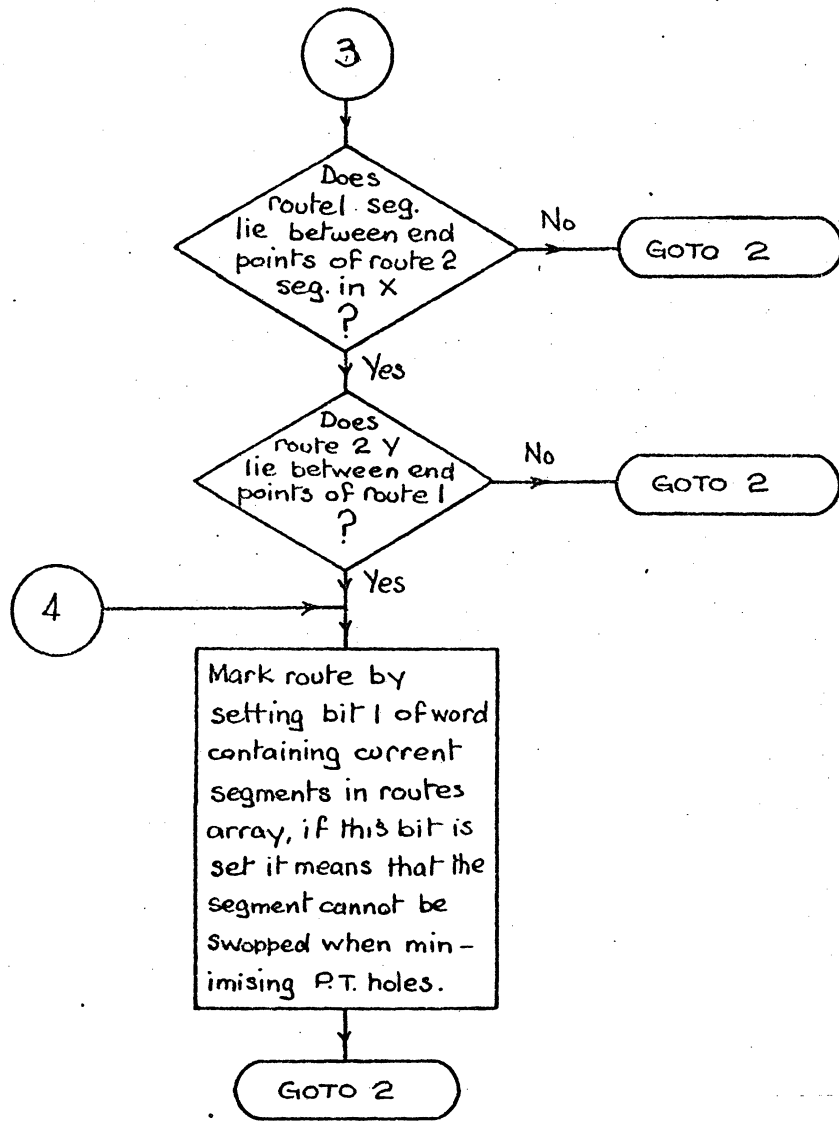 3
Does
route1 seg.
lie between end
points of route 2
seg. in X
?
No
GOTO 2
Yes
Does
route 2 Y
lie between end
points of route 1
?
No
GOTO 2
Yes
4
Mark route by
setting bit 1 of word
containing current
segments in routes
array, if this bit is
set it means that the
segment cannot be
swopped when min-
imising P.T. holes.
GOTO 2